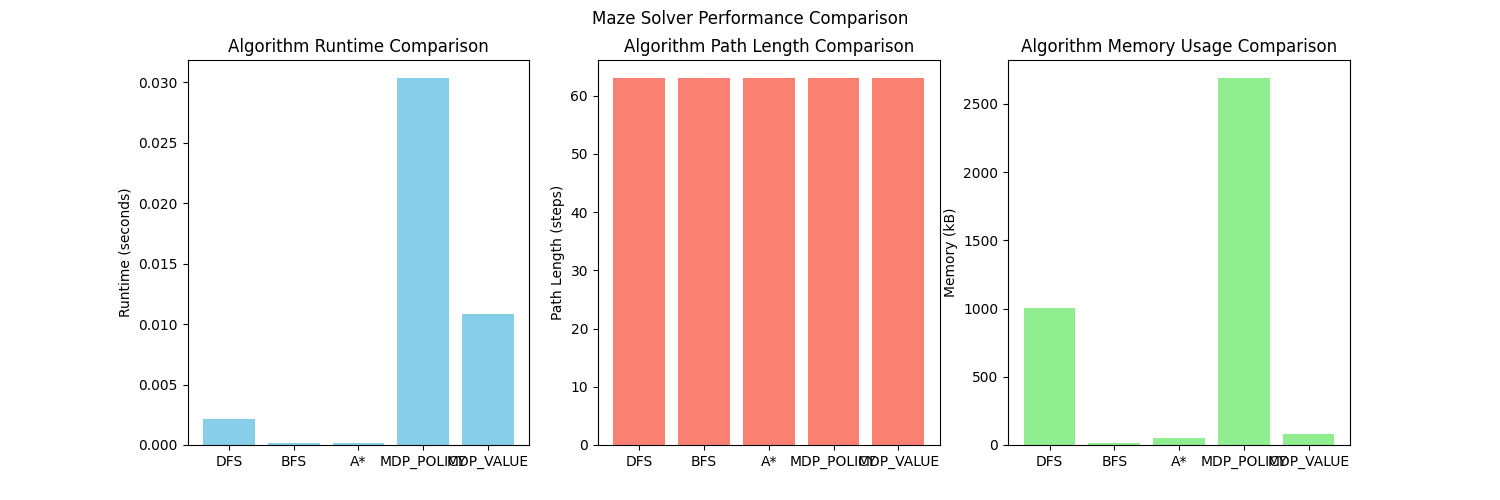 Maze Solver Performance Comparison
Algorithm Runtime Comparison
Runtime (seconds)
0.030
0.025
0.020
0.015
0.010
0.005
0.000
DFS BFS A* MDP_POLICY MDP_VALUE
Algorithm Path Length Comparison
Path Length (steps)
60
50
40
30
20
10
0
DFS BFS A* MDP_POLICY MDP_VALUE
Algorithm Memory Usage Comparison
Memory (kB)
2500
2000
1500
1000
500
0
DFS BFS A* MDP_POLICY MDP_VALUE